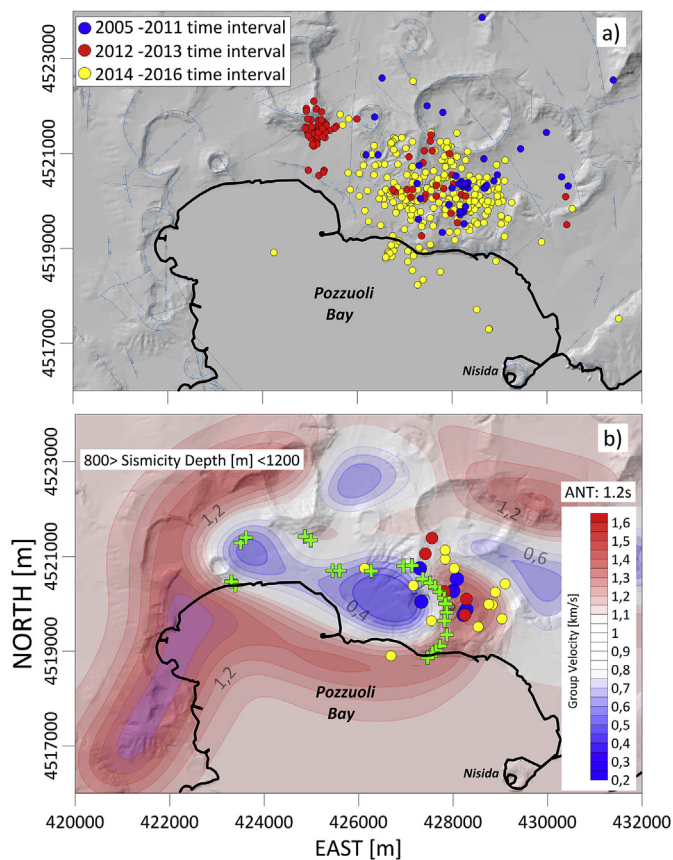 2005 -2011 time interval
2012 -2013 time interval
2014 -2016 time interval
a)
4523000
4521000
4519000
4517000
Pozzuoli
Bay
Nisida
b)
800> Sismicity Depth [m] <1200
ANT: 1.2s
1,2
1,2
0,6
0,4
1,2
Group Velocity [km/s]
1,6
1,5
1,4
1,3
1,2
1,1
1
0,9
0,8
0,7
0,6
0,5
0,4
0,3
0,2
NORTH [m]
4523000
4521000
4519000
4517000
Pozzuoli
Bay
Nisida
420000 422000 424000 426000 428000 430000 432000
EAST [m]